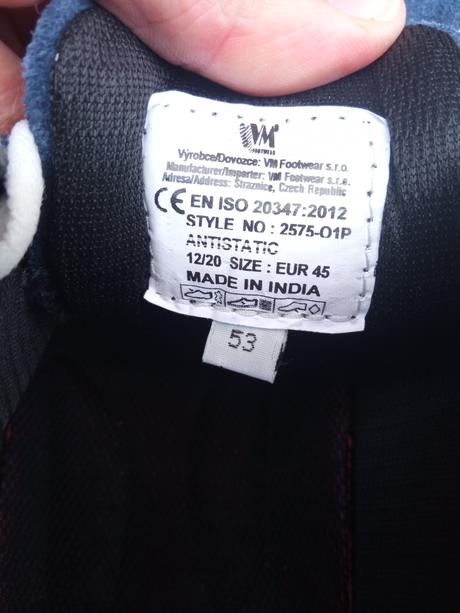 VM
FOOTWEAR
Výrobce/Dovozce: VM Footwear s.r.o.
Manufacturer/Importer: VM Footwear s.r.o.
Adresa/Address: Straznice, Czech Republic
CE EN ISO 20347:2012
STYLE NO : 2575-O1P
ANTISTATIC
12/20 SIZE : EUR 45
MADE IN INDIA
53